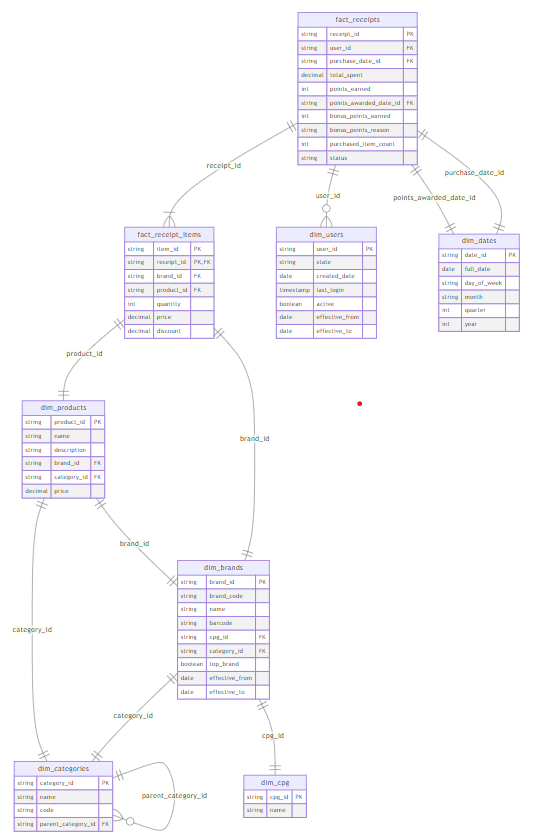 fact_receipts
string receipt_id PK
string user_id FK
string purchase_date_id FK
decimal total_spent
int points_earned
string points_awarded_date_id FK
int bonus_points_earned
string bonus_points_reason
int purchased_item_count
string status
receipt_id
user_id
points_awarded_date_id
purchase_date_id
fact_receipt_items
string item_id PK
string receipt_id PK,FK
string brand_id FK
string product_id FK
int quantity
decimal price
decimal discount
dim_users
string user_id PK
string state
date created_date
timestamp last_login
boolean active
date effective_from
date effective_to
dim_dates
string date_id PK
date full_date
string day_of_week
string month
int quarter
int year
product_id
brand_id
dim_products
string product_id PK
string name
string description
string brand_id FK
string category_id FK
decimal price
brand_id
category_id
dim_brands
string brand_id PK
string brand_code
string name
string barcode
string cpg_id FK
string category_id FK
boolean top_brand
date effective_from
date effective_to
category_id
cpg_id
dim_categories
string category_id PK
string name
string code
string parent_category_id FK
parent_category_id
dim_cpg
string cpg_id PK
string name